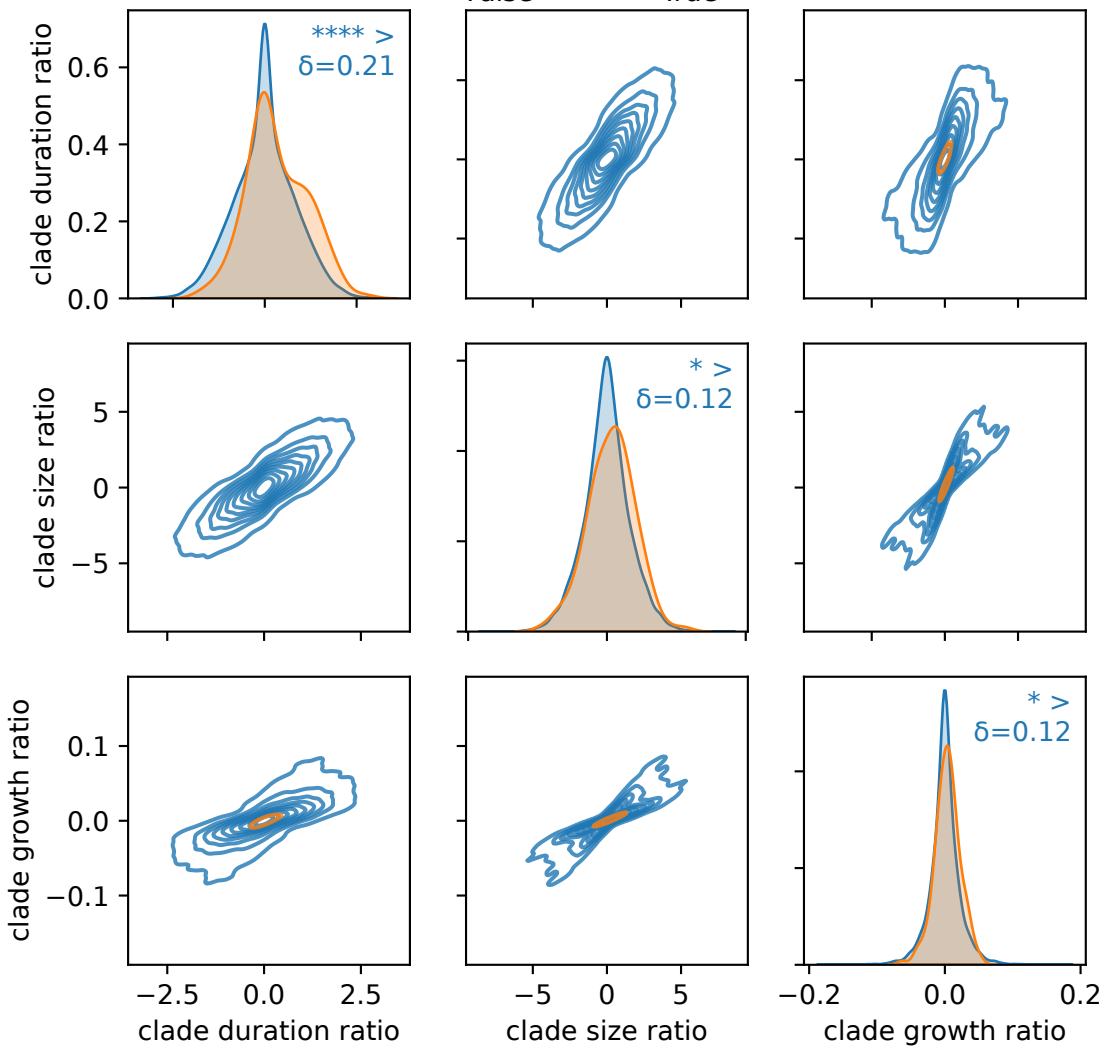 **** >
δ=0.21
clade duration ratio
0.6
0.4
0.2
0.0
* >
δ=0.12
clade size ratio
5
0
−5
* >
δ=0.12
clade growth ratio
0.1
0.0
−0.1
−2.5 0.0 2.5
−5 0 5
−0.2 0.0 0.2
clade duration ratio
clade size ratio
clade growth ratio